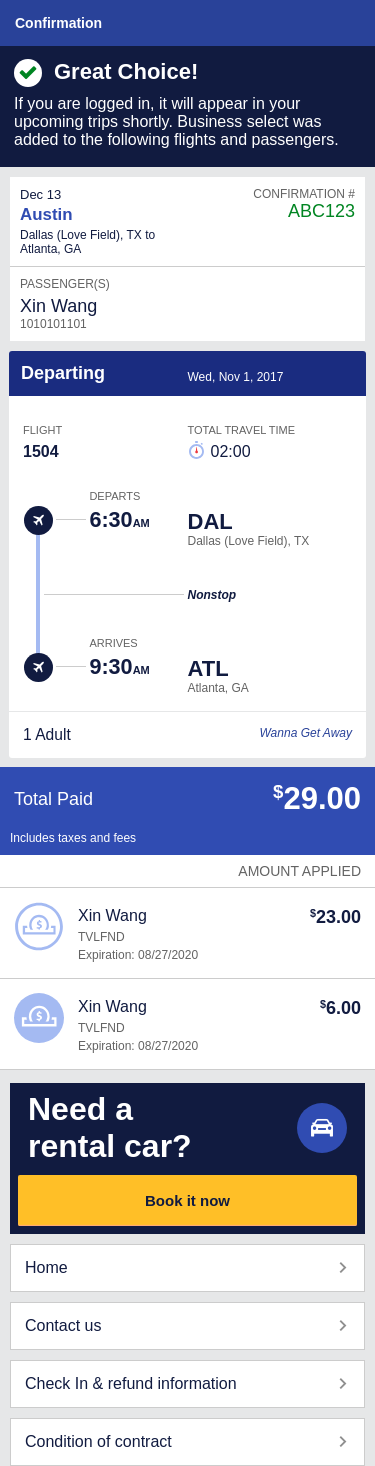 Confirmation
Great Choice!
If you are logged in, it will appear in your
upcoming trips shortly. Business select was
added to the following flights and passengers.
Dec 13
CONFIRMATION #
Austin
ABC123
Dallas (Love Field), TX to
Atlanta, GA
PASSENGER(S)
Xin Wang
1010101101
Departing
Wed, Nov 1, 2017
FLIGHT
TOTAL TRAVEL TIME
1504
02:00
DEPARTS
6:30AM
DAL
Dallas (Love Field), TX
Nonstop
ARRIVES
9:30AM
ATL
Atlanta, GA
1 Adult
Wanna Get Away
Total Paid
$29.00
Includes taxes and fees
AMOUNT APPLIED
Xin Wang
$23.00
TVLFND
Expiration: 08/27/2020
Xin Wang
$6.00
TVLFND
Expiration: 08/27/2020
Need a
rental car?
Book it now
Home
Contact us
Check In & refund information
Condition of contract